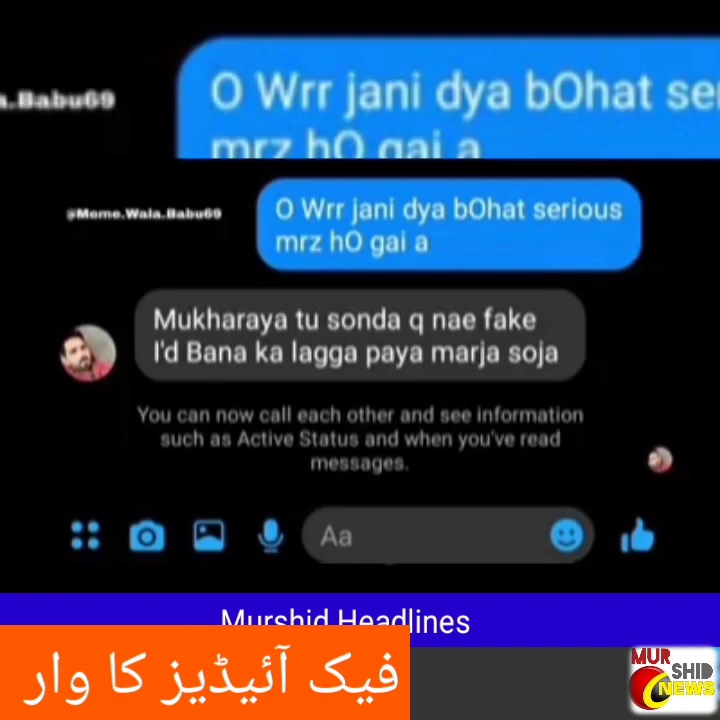 a.Babu69
O Wrr jani dya bOhat se
mrz hO gai a
@Meme.Wala.Babu69
O Wrr jani dya bOhat serious
mrz hO gai a
Mukharaya tu sonda q nae fake
I'd Bana ka lagga paya marja soja
You can now call each other and see information
such as Active Status and when you've read
messages.
Aa
Murshid Headlines
فیک آئیڈیز کا وار
MUR
SHID
NEWS